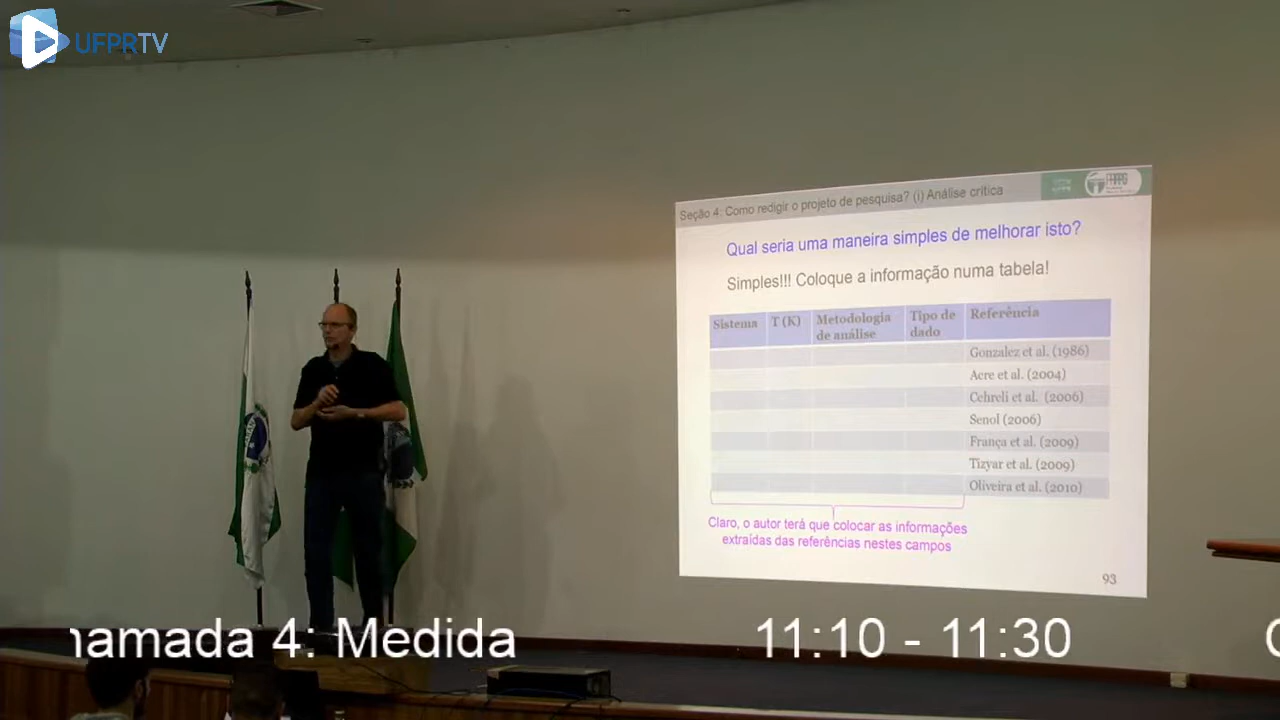 UFPRTV
Seção 4: Como redigir o projeto de pesquisa? (i) Análise crítica
Qual seria uma maneira simples de melhorar isto?
Simples!!! Coloque a informação numa tabela!
Sistema T (K) Metodologia de análise Tipo de dado Referência
Gonzalez et al. (1986)
Acre et al. (2004)
Cehreli et al. (2006)
Senol (2006)
França et al. (2009)
Tizyar et al. (2009)
Oliveira et al. (2010)
Claro, o autor terá que colocar as informações
extraídas das referências nestes campos
93
hamada 4: Medida 11:10 - 11:30